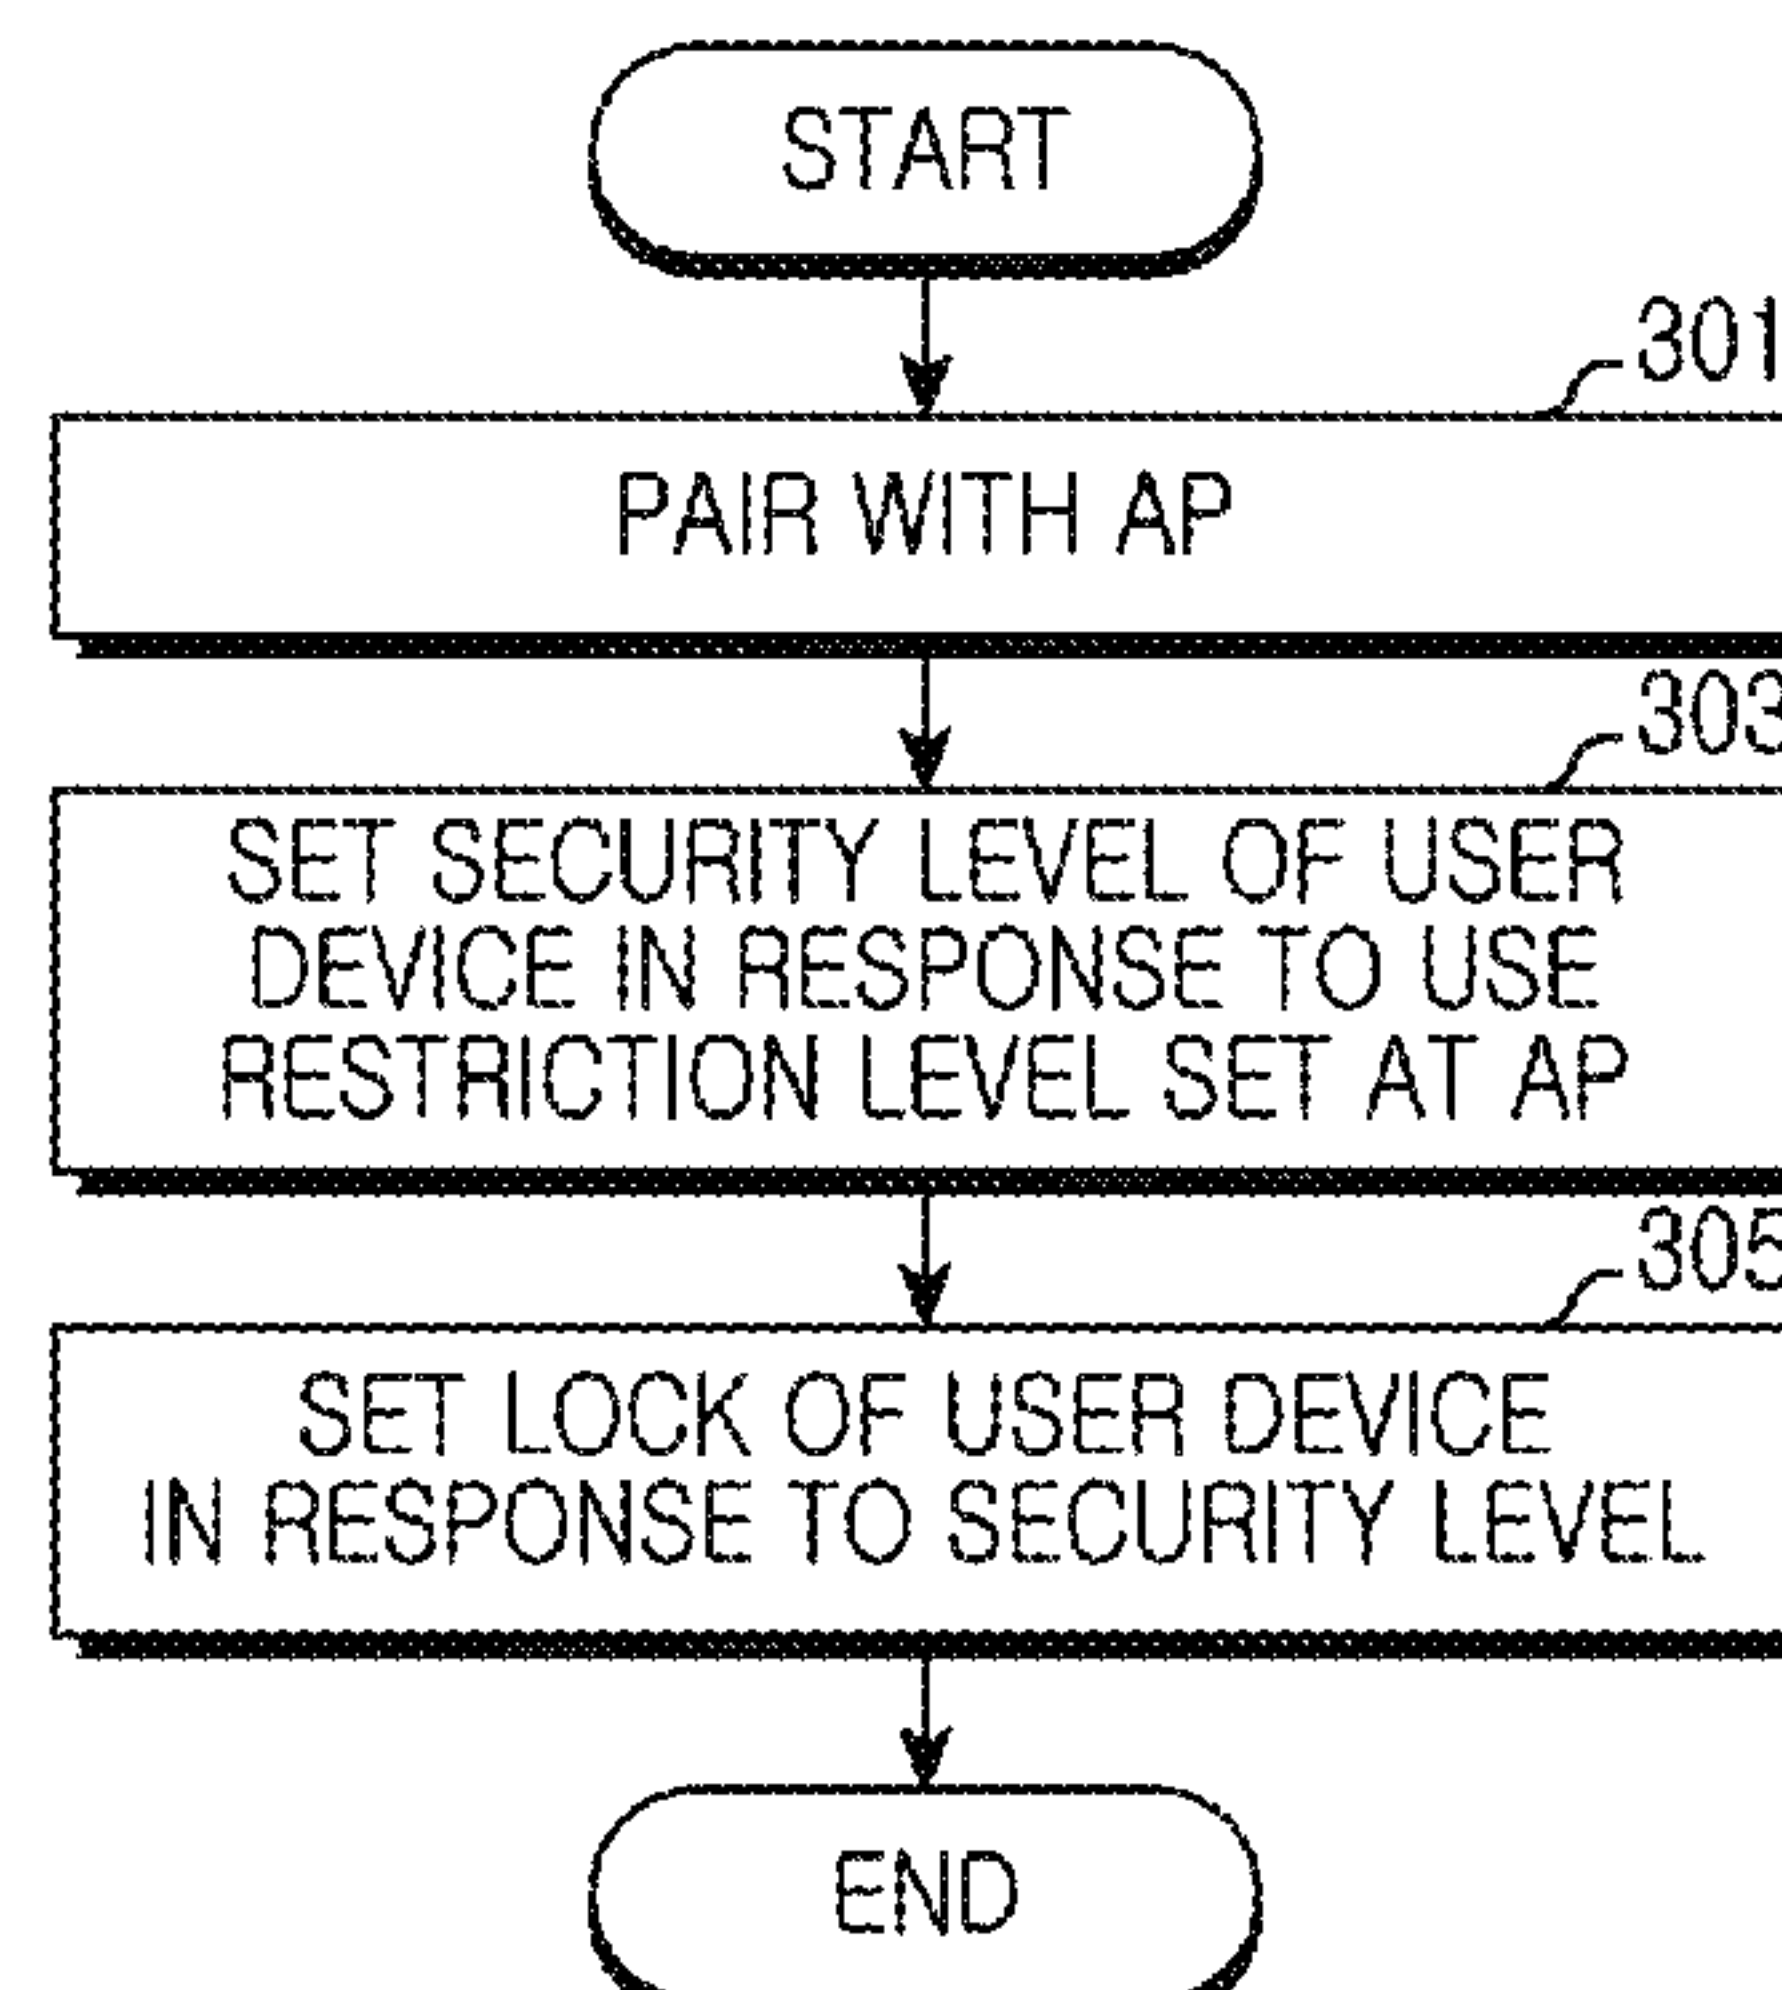 START
301
PAIR WITH AP
303
SET SECURITY LEVEL OF USER
DEVICE IN RESPONSE TO USE
RESTRICTION LEVEL SET AT AP
305
SET LOCK OF USER DEVICE
IN RESPONSE TO SECURITY LEVEL
END